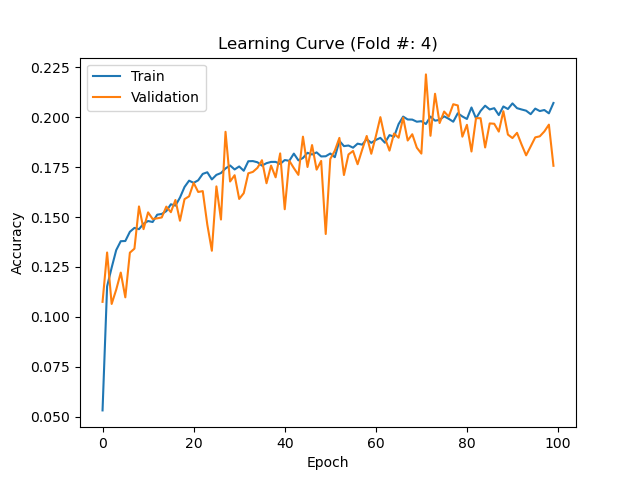 Learning Curve (Fold #: 4)
Train
Validation
0.225
0.200
0.175
0.150
0.125
0.100
0.075
0.050
Accuracy
0 20 40 60 80 100
Epoch